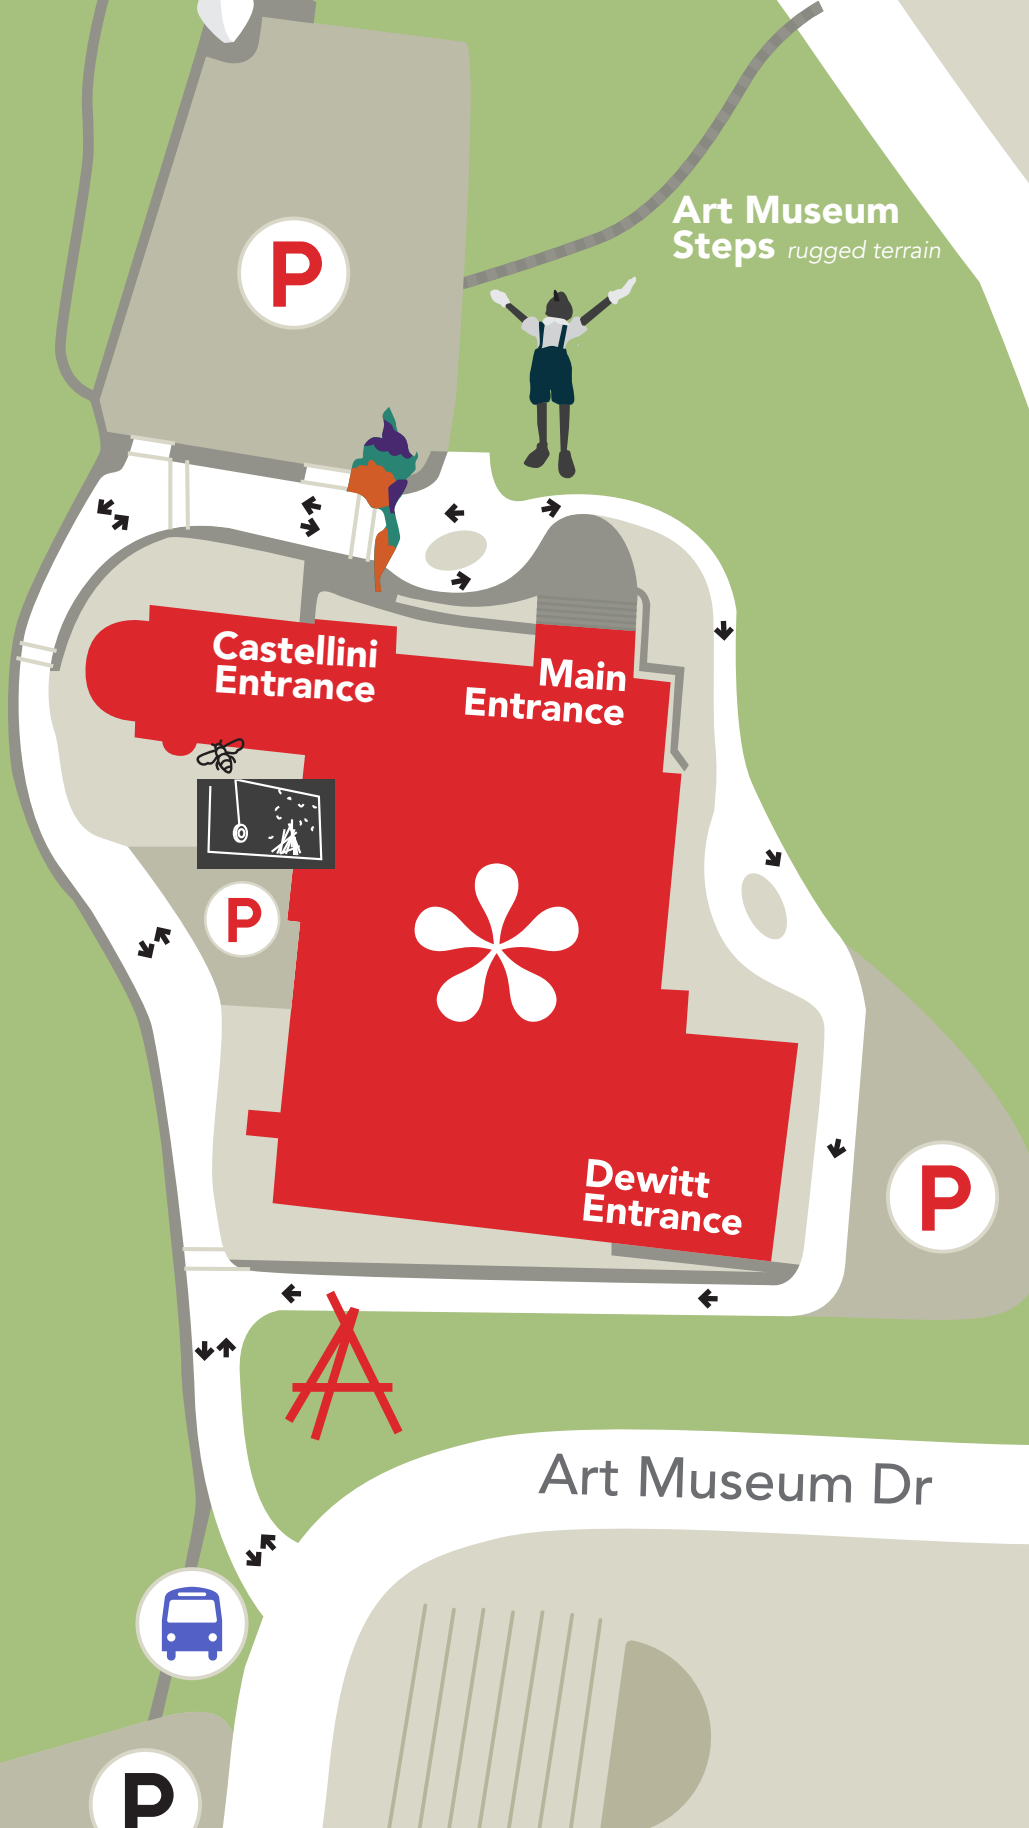 Art Museum
Steps rugged terrain
P
Castellini
Entrance
Main
Entrance
P
Dewitt
Entrance
P
Art Museum Dr
P